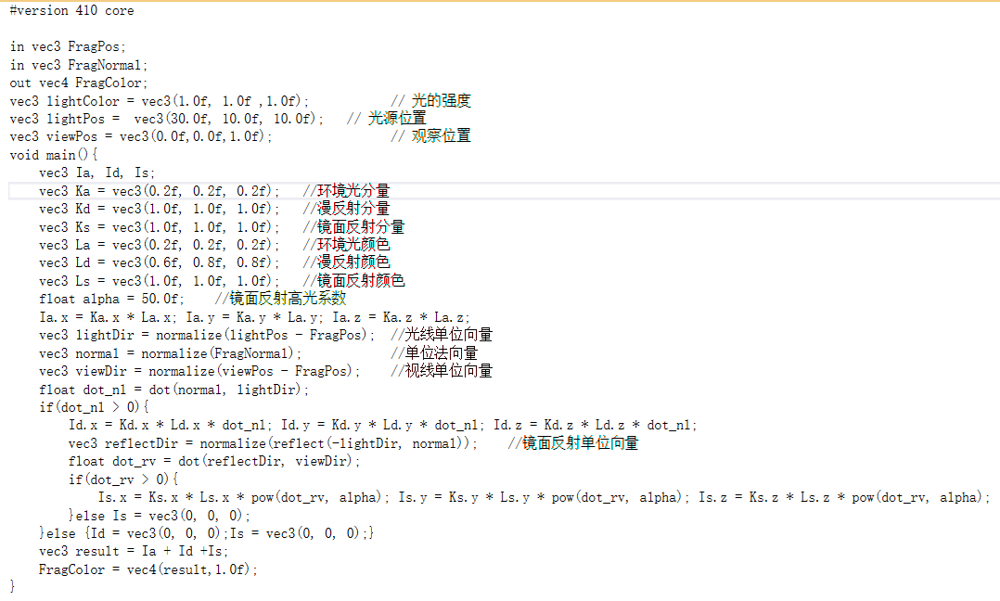 #version 410 core
in vec3 FragPos;
in vec3 FragNormal;
out vec4 FragColor;
vec3 lightColor = vec3(1.0f, 1.0f ,1.0f);           // 光的强度
vec3 lightPos =  vec3(30.0f, 10.0f, 10.0f);   // 光源位置
vec3 viewPos = vec3(0.0f,0.0f,1.0f);                // 观察位置
void main(){
    vec3 Ia, Id, Is;
    vec3 Ka = vec3(0.2f, 0.2f, 0.2f);   //环境光分量
    vec3 Kd = vec3(1.0f, 1.0f, 1.0f);   //漫反射分量
    vec3 Ks = vec3(1.0f, 1.0f, 1.0f);   //镜面反射分量
    vec3 La = vec3(0.2f, 0.2f, 0.2f);   //环境光颜色
    vec3 Ld = vec3(0.6f, 0.8f, 0.8f);   //漫反射颜色
    vec3 Ls = vec3(1.0f, 1.0f, 1.0f);   //镜面反射颜色
    float alpha = 50.0f;    //镜面反射高光系数
    Ia.x = Ka.x * La.x; Ia.y = Ka.y * La.y; Ia.z = Ka.z * La.z;
    vec3 lightDir = normalize(lightPos - FragPos);  //光线单位向量
    vec3 normal = normalize(FragNormal);            //单位法向量
    vec3 viewDir = normalize(viewPos - FragPos);    //视线单位向量
    float dot_nl = dot(normal, lightDir);
    if(dot_nl > 0){
        Id.x = Kd.x * Ld.x * dot_nl; Id.y = Kd.y * Ld.y * dot_nl; Id.z = Kd.z * Ld.z * dot_nl;
        vec3 reflectDir = normalize(reflect(-lightDir, normal));    //镜面反射单位向量
        float dot_rv = dot(reflectDir, viewDir);
        if(dot_rv > 0){
            Is.x = Ks.x * Ls.x * pow(dot_rv, alpha); Is.y = Ks.y * Ls.y * pow(dot_rv, alpha); Is.z = Ks.z * Ls.z * pow(dot_rv, alpha);
        }else Is = vec3(0, 0, 0);
    }else {Id = vec3(0, 0, 0);Is = vec3(0, 0, 0);}
    vec3 result = Ia + Id +Is;
    FragColor = vec4(result,1.0f);
}